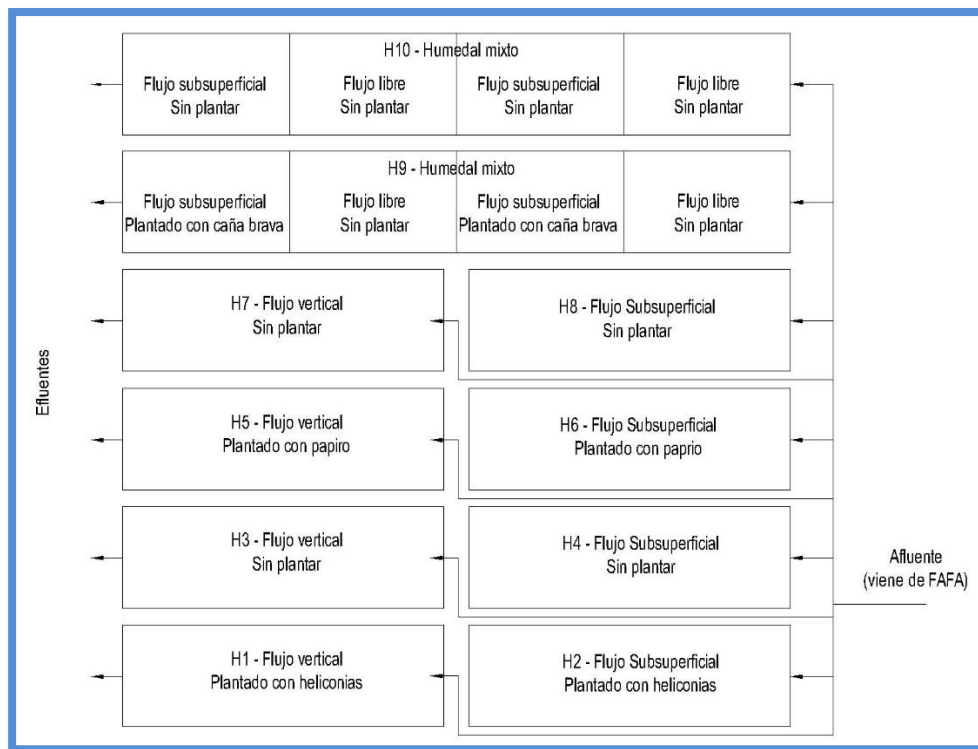 H10 - Humedal mixto
Flujo subsuperficial
Sin plantar
Flujo libre
Sin plantar
Flujo subsuperficial
Sin plantar
Flujo libre
Sin plantar
H9 - Humedal mixto
Flujo subsuperficial
Plantado con caña brava
Flujo libre
Sin plantar
Flujo subsuperficial
Plantado con caña brava
Flujo libre
Sin plantar
H7 - Flujo vertical
Sin plantar
H8 - Flujo Subsuperficial
Sin plantar
Efluentes
H5 - Flujo vertical
Plantado con papiro
H6 - Flujo Subsuperficial
Plantado con paprio
H3 - Flujo vertical
Sin plantar
H4 - Flujo Subsuperficial
Sin plantar
Afluente
(viene de FAFA)
H1 - Flujo vertical
Plantado con heliconias
H2 - Flujo Subsuperficial
Plantado con heliconias